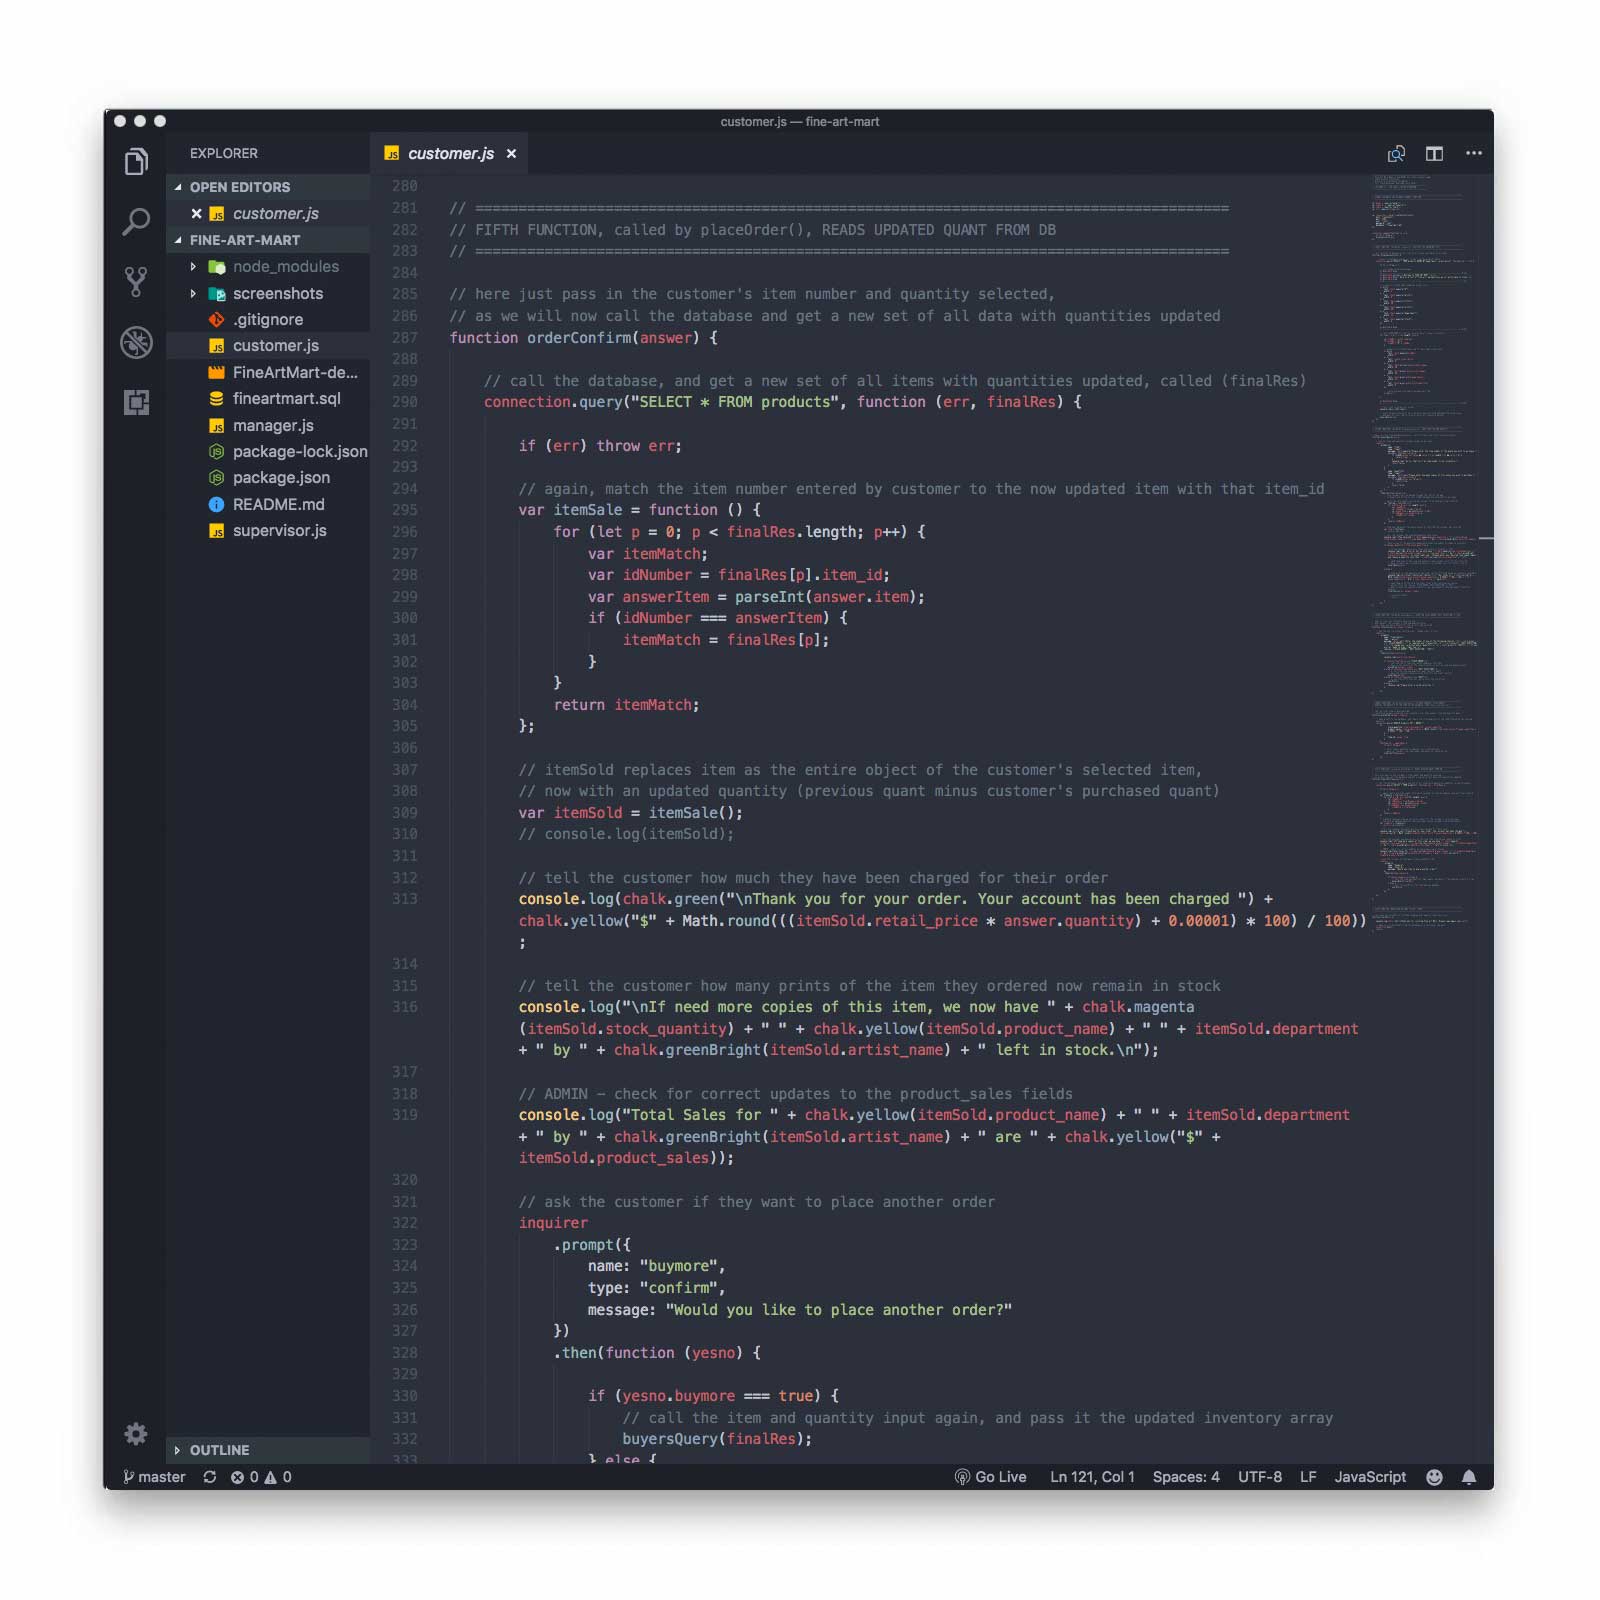 customer.js — fine-art-mart
EXPLORER
OPEN EDITORS
customer.js
FINE-ART-MART
node_modules
screenshots
.gitignore
customer.js
FineArtMart-de...
fineartmart.sql
manager.js
package-lock.json
package.json
README.md
supervisor.js
OUTLINE
customer.js
280
281 // =======================================================================================
282 // FIFTH FUNCTION, called by placeOrder(), READS UPDATED QUANT FROM DB
283 // =======================================================================================
284
285 // here just pass in the customer's item number and quantity selected,
286 // as we will now call the database and get a new set of all data with quantities updated
287 function orderConfirm(answer) {
288
289 // call the database, and get a new set of all items with quantities updated, called (finalRes)
290 connection.query("SELECT * FROM products", function (err, finalRes) {
291
292 if (err) throw err;
293
294 // again, match the item number entered by customer to the now updated item with that item_id
295 var itemSale = function () {
296 for (let p = 0; p < finalRes.length; p++) {
297 var itemMatch;
298 var idNumber = finalRes[p].item_id;
299 var answerItem = parseInt(answer.item);
300 if (idNumber === answerItem) {
301 itemMatch = finalRes[p];
302 }
303 }
304 return itemMatch;
305 };
306
307 // itemSold replaces item as the entire object of the customer's selected item,
308 // now with an updated quantity (previous quant minus customer's purchased quant)
309 var itemSold = itemSale();
310 // console.log(itemSold);
311
312 // tell the customer how much they have been charged for their order
313 console.log(chalk.green("\nThank you for your order. Your account has been charged ") +
chalk.yellow("$" + Math.round(((itemSold.retail_price * answer.quantity) + 0.00001) * 100) / 100))
;
314
315 // tell the customer how many prints of the item they ordered now remain in stock
316 console.log("\nIf need more copies of this item, we now have " + chalk.magenta
(itemSold.stock_quantity) + " " + chalk.yellow(itemSold.product_name) + " " + itemSold.department
+ " by " + chalk.greenBright(itemSold.artist_name) + " left in stock.\n");
317
318 // ADMIN – check for correct updates to the product_sales fields
319 console.log("Total Sales for " + chalk.yellow(itemSold.product_name) + " " + itemSold.department
+ " by " + chalk.greenBright(itemSold.artist_name) + " are " + chalk.yellow("$" +
itemSold.product_sales));
320
321 // ask the customer if they want to place another order
322 inquirer
323 .prompt({
324 name: "buymore",
325 type: "confirm",
326 message: "Would you like to place another order?"
327 })
328 .then(function (yesno) {
329
330 if (yesno.buymore === true) {
331 // call the item and quantity input again, and pass it the updated inventory array
332 buyersQuery(finalRes);
333 } else {
master 0 0
Go Live Ln 121, Col 1 Spaces: 4 UTF-8 LF JavaScript